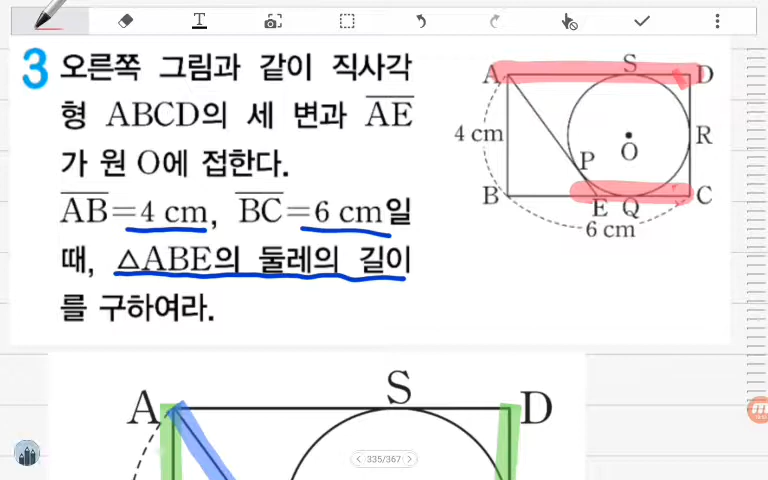 3 오른쪽 그림과 같이 직사각
형 ABCD의 세 변과 AE
가 원 O에 접한다.
AB=4 cm, BC=6 cm일
때, △ABE의 둘레의 길이
를 구하여라.
A S D
4 cm
P O R
B E Q C
6 cm
A S D
335/367